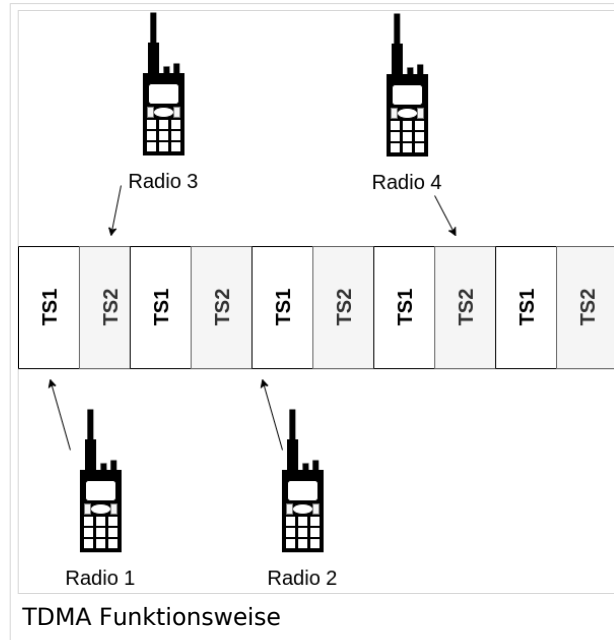 Radio 3
Radio 4
TS1 TS2 TS1 TS2 TS1 TS2 TS1 TS2 TS1 TS2
Radio 1
Radio 2
TDMA Funktionsweise